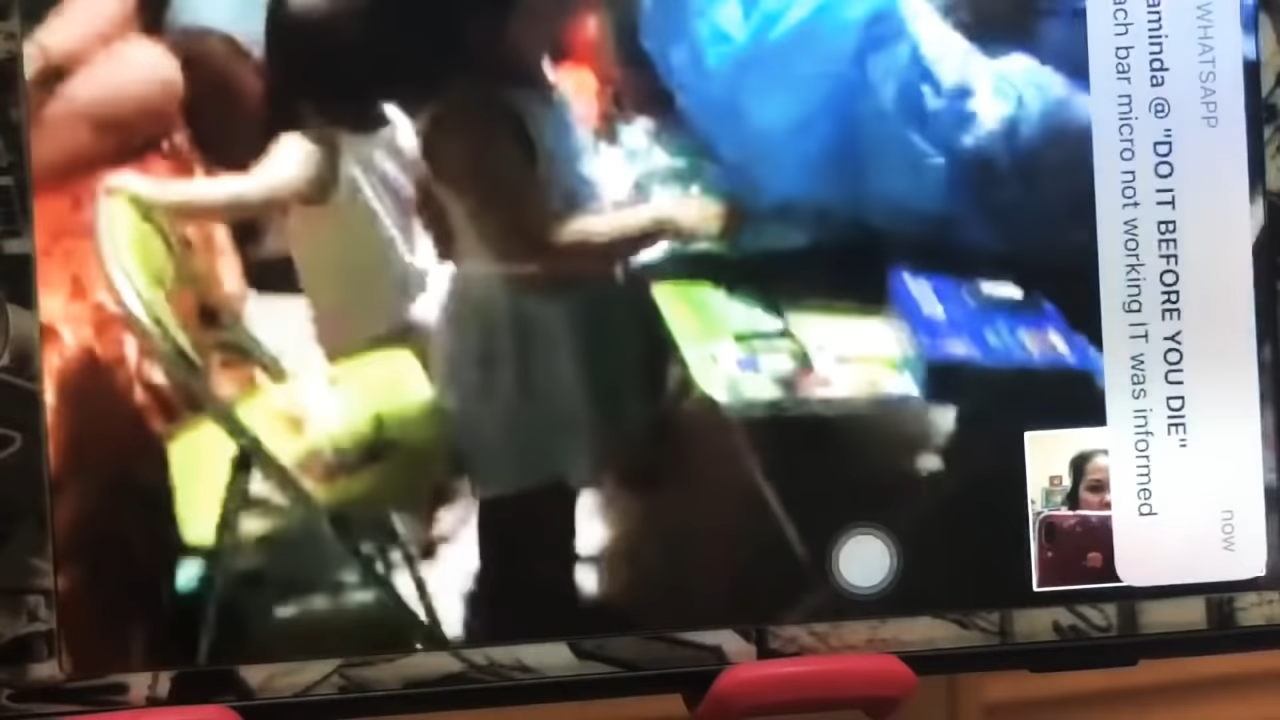 WHATSAPP
now
aminda @ "DO IT BEFORE YOU DIE"
ach bar micro not working IT was informed